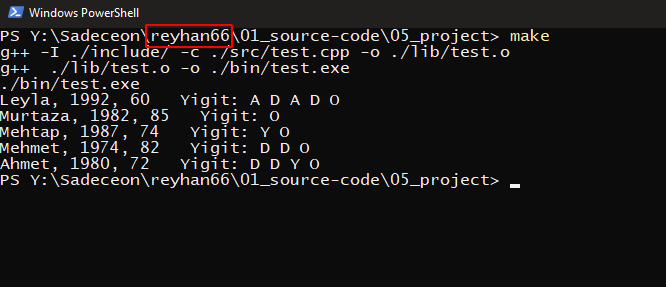 Windows PowerShell
PS Y:\Sadeceon\reyhan66\01_source-code\05_project> make
g++ -I ./include/ -c ./src/test.cpp -o ./lib/test.o
g++  ./lib/test.o -o ./bin/test.exe
./bin/test.exe
Leyla, 1992, 60   Yigit: A D A D O
Murtaza, 1982, 85   Yigit: O
Mehtap, 1987, 74   Yigit: Y O
Mehmet, 1974, 82   Yigit: D D O
Ahmet, 1980, 72   Yigit: D D Y O
PS Y:\Sadeceon\reyhan66\01_source-code\05_project>